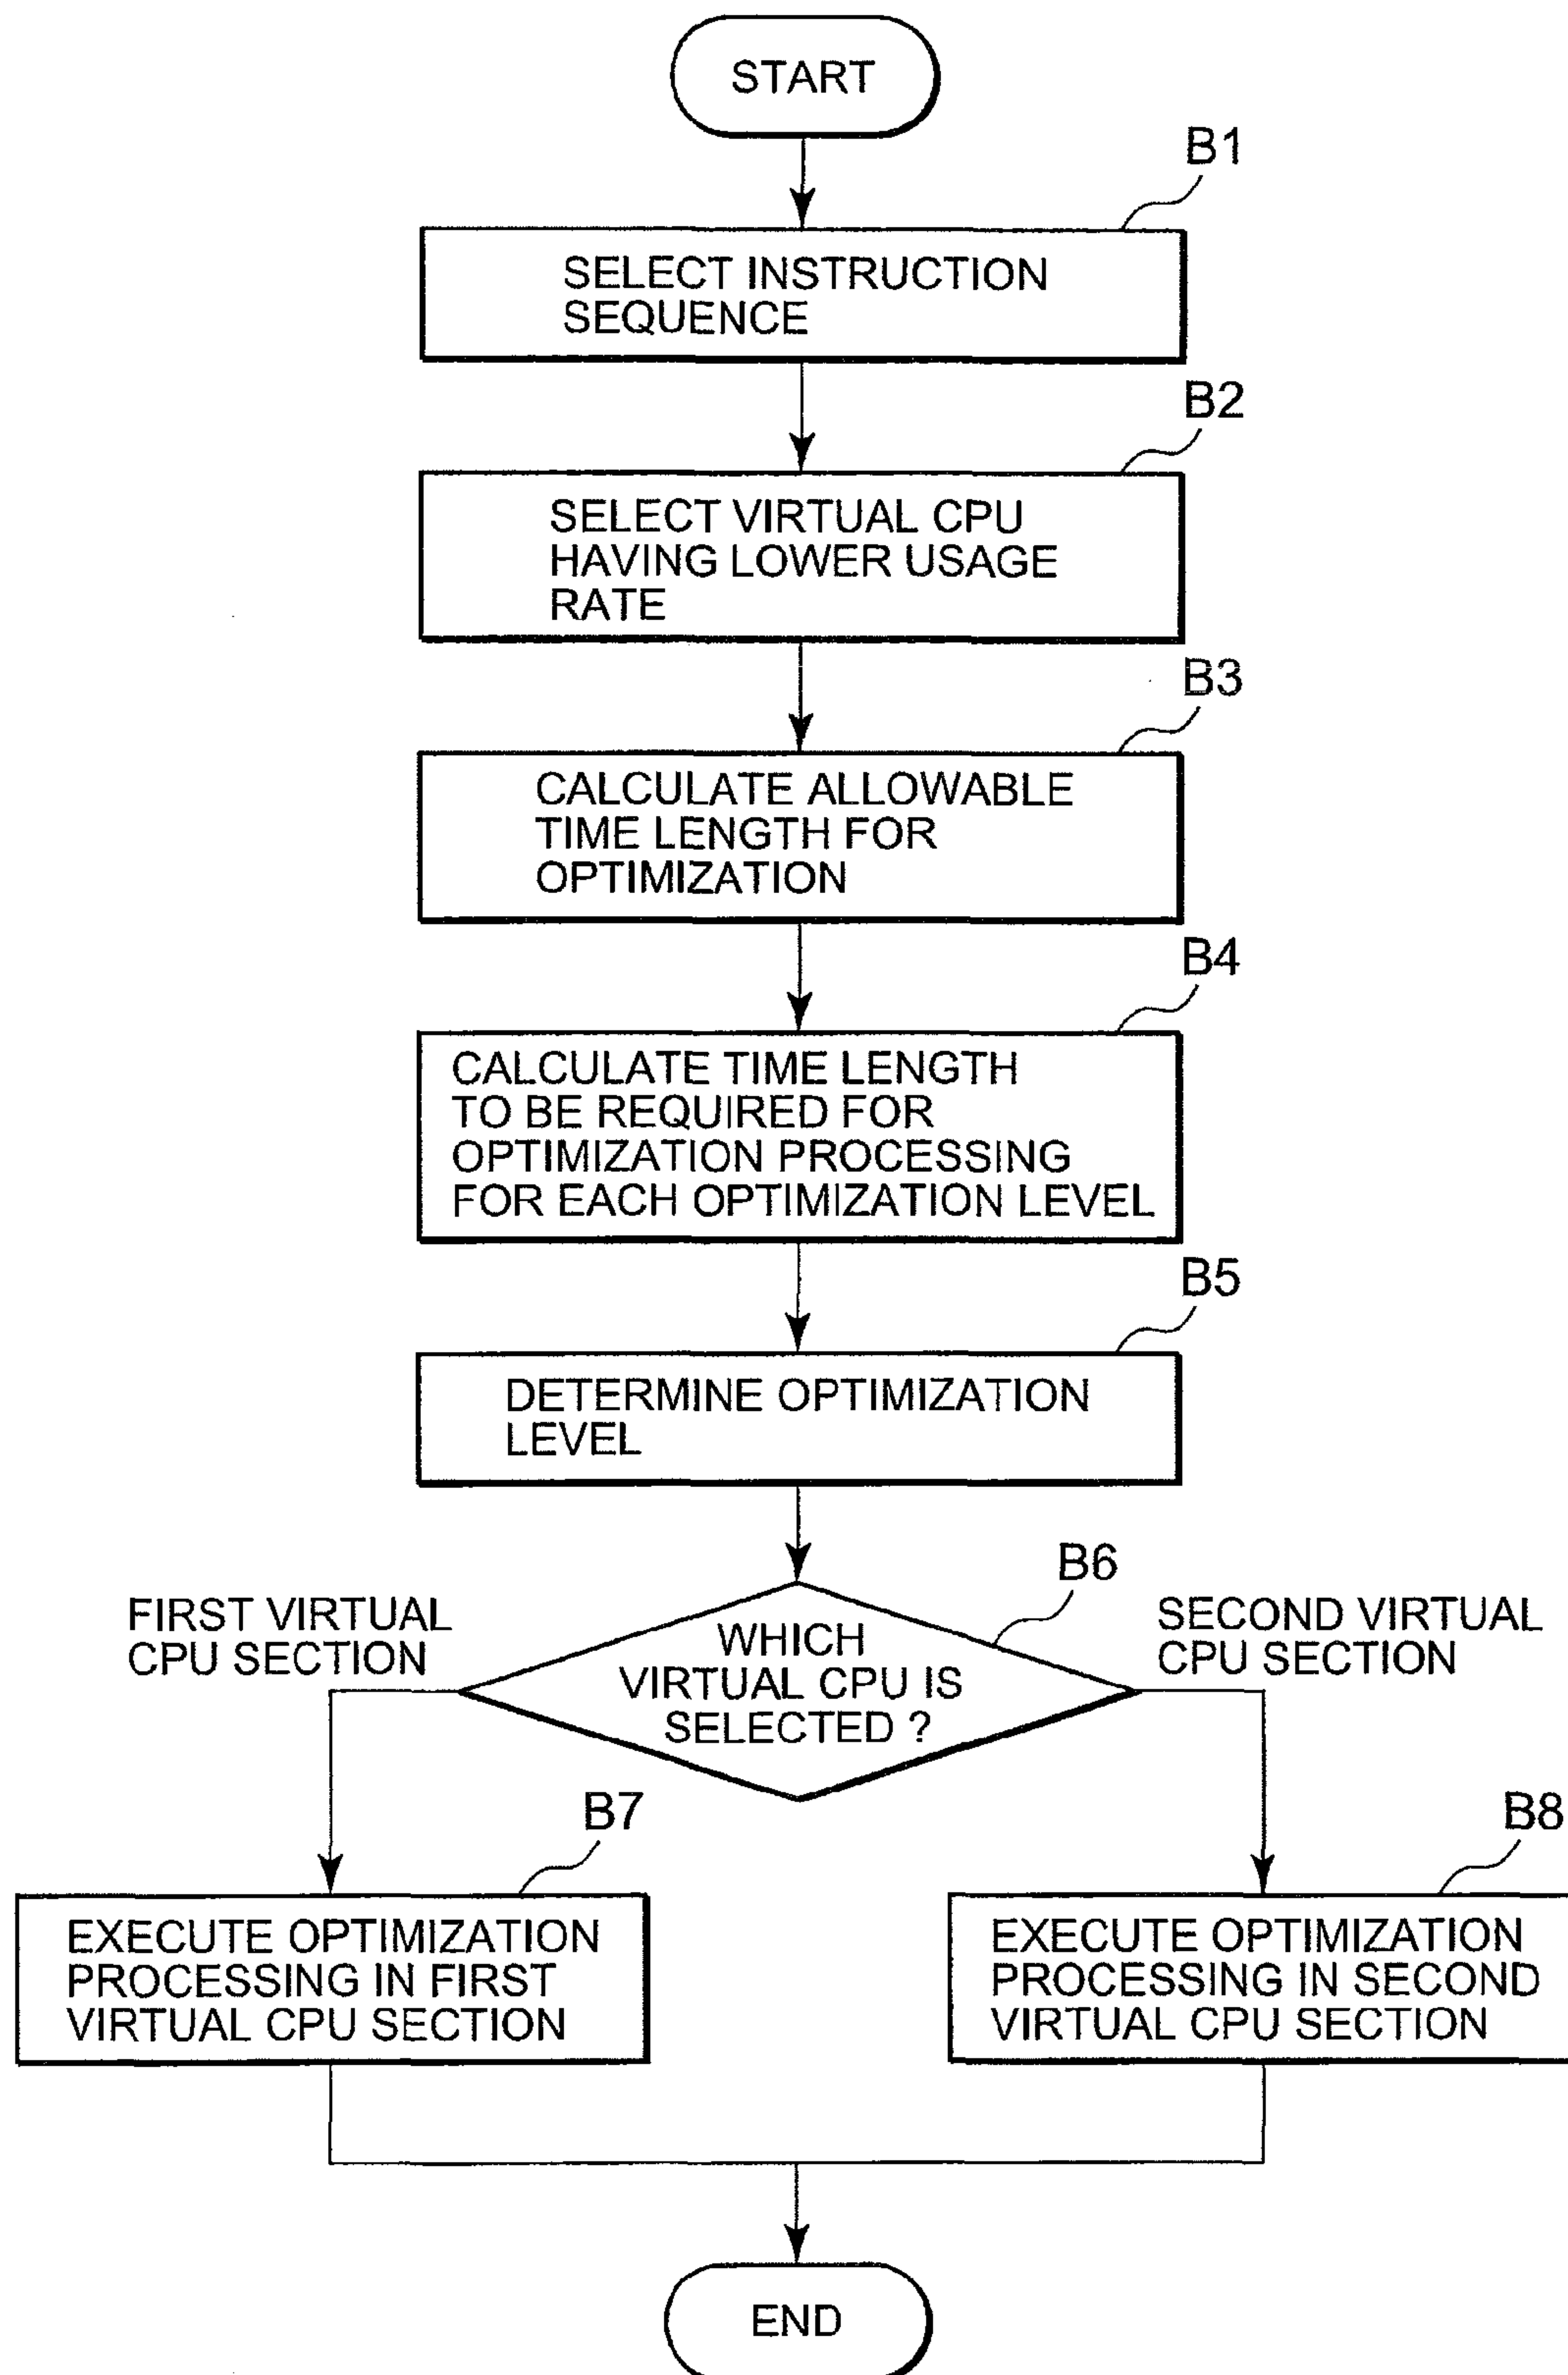 START
B1
SELECT INSTRUCTION
SEQUENCE
B2
SELECT VIRTUAL CPU
HAVING LOWER USAGE
RATE
B3
CALCULATE ALLOWABLE
TIME LENGTH FOR
OPTIMIZATION
B4
CALCULATE TIME LENGTH
TO BE REQUIRED FOR
OPTIMIZATION PROCESSING
FOR EACH OPTIMIZATION LEVEL
B5
DETERMINE OPTIMIZATION
LEVEL
B6
FIRST VIRTUAL
CPU SECTION
WHICH
VIRTUAL CPU IS
SELECTED ?
SECOND VIRTUAL
CPU SECTION
B7
EXECUTE OPTIMIZATION
PROCESSING IN FIRST
VIRTUAL CPU SECTION
B8
EXECUTE OPTIMIZATION
PROCESSING IN SECOND
VIRTUAL CPU SECTION
END